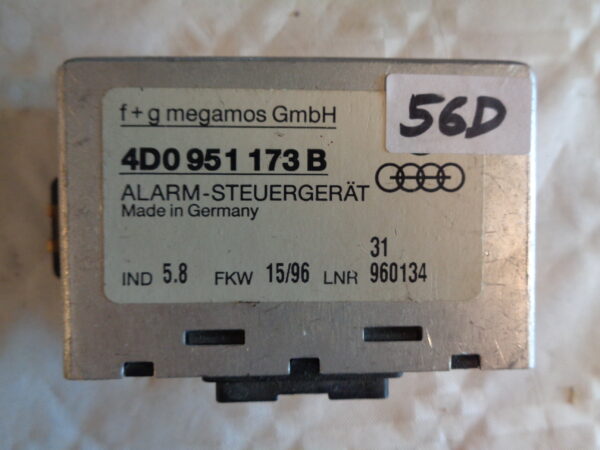 f+g megamos GmbH
56D
4D0 951 173 B
ALARM-STEUERGERÄT
Made in Germany
31
IND 5.8 FKW 15/96 LNR 960134